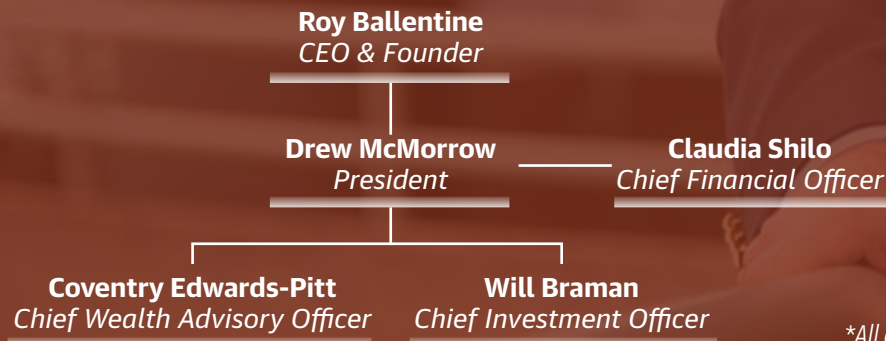 Roy Ballentine
CEO & Founder
Drew McMorrow
President
Claudia Shilo
Chief Financial Officer
Coventry Edwards-Pitt
Chief Wealth Advisory Officer
Will Braman
Chief Investment Officer
*All